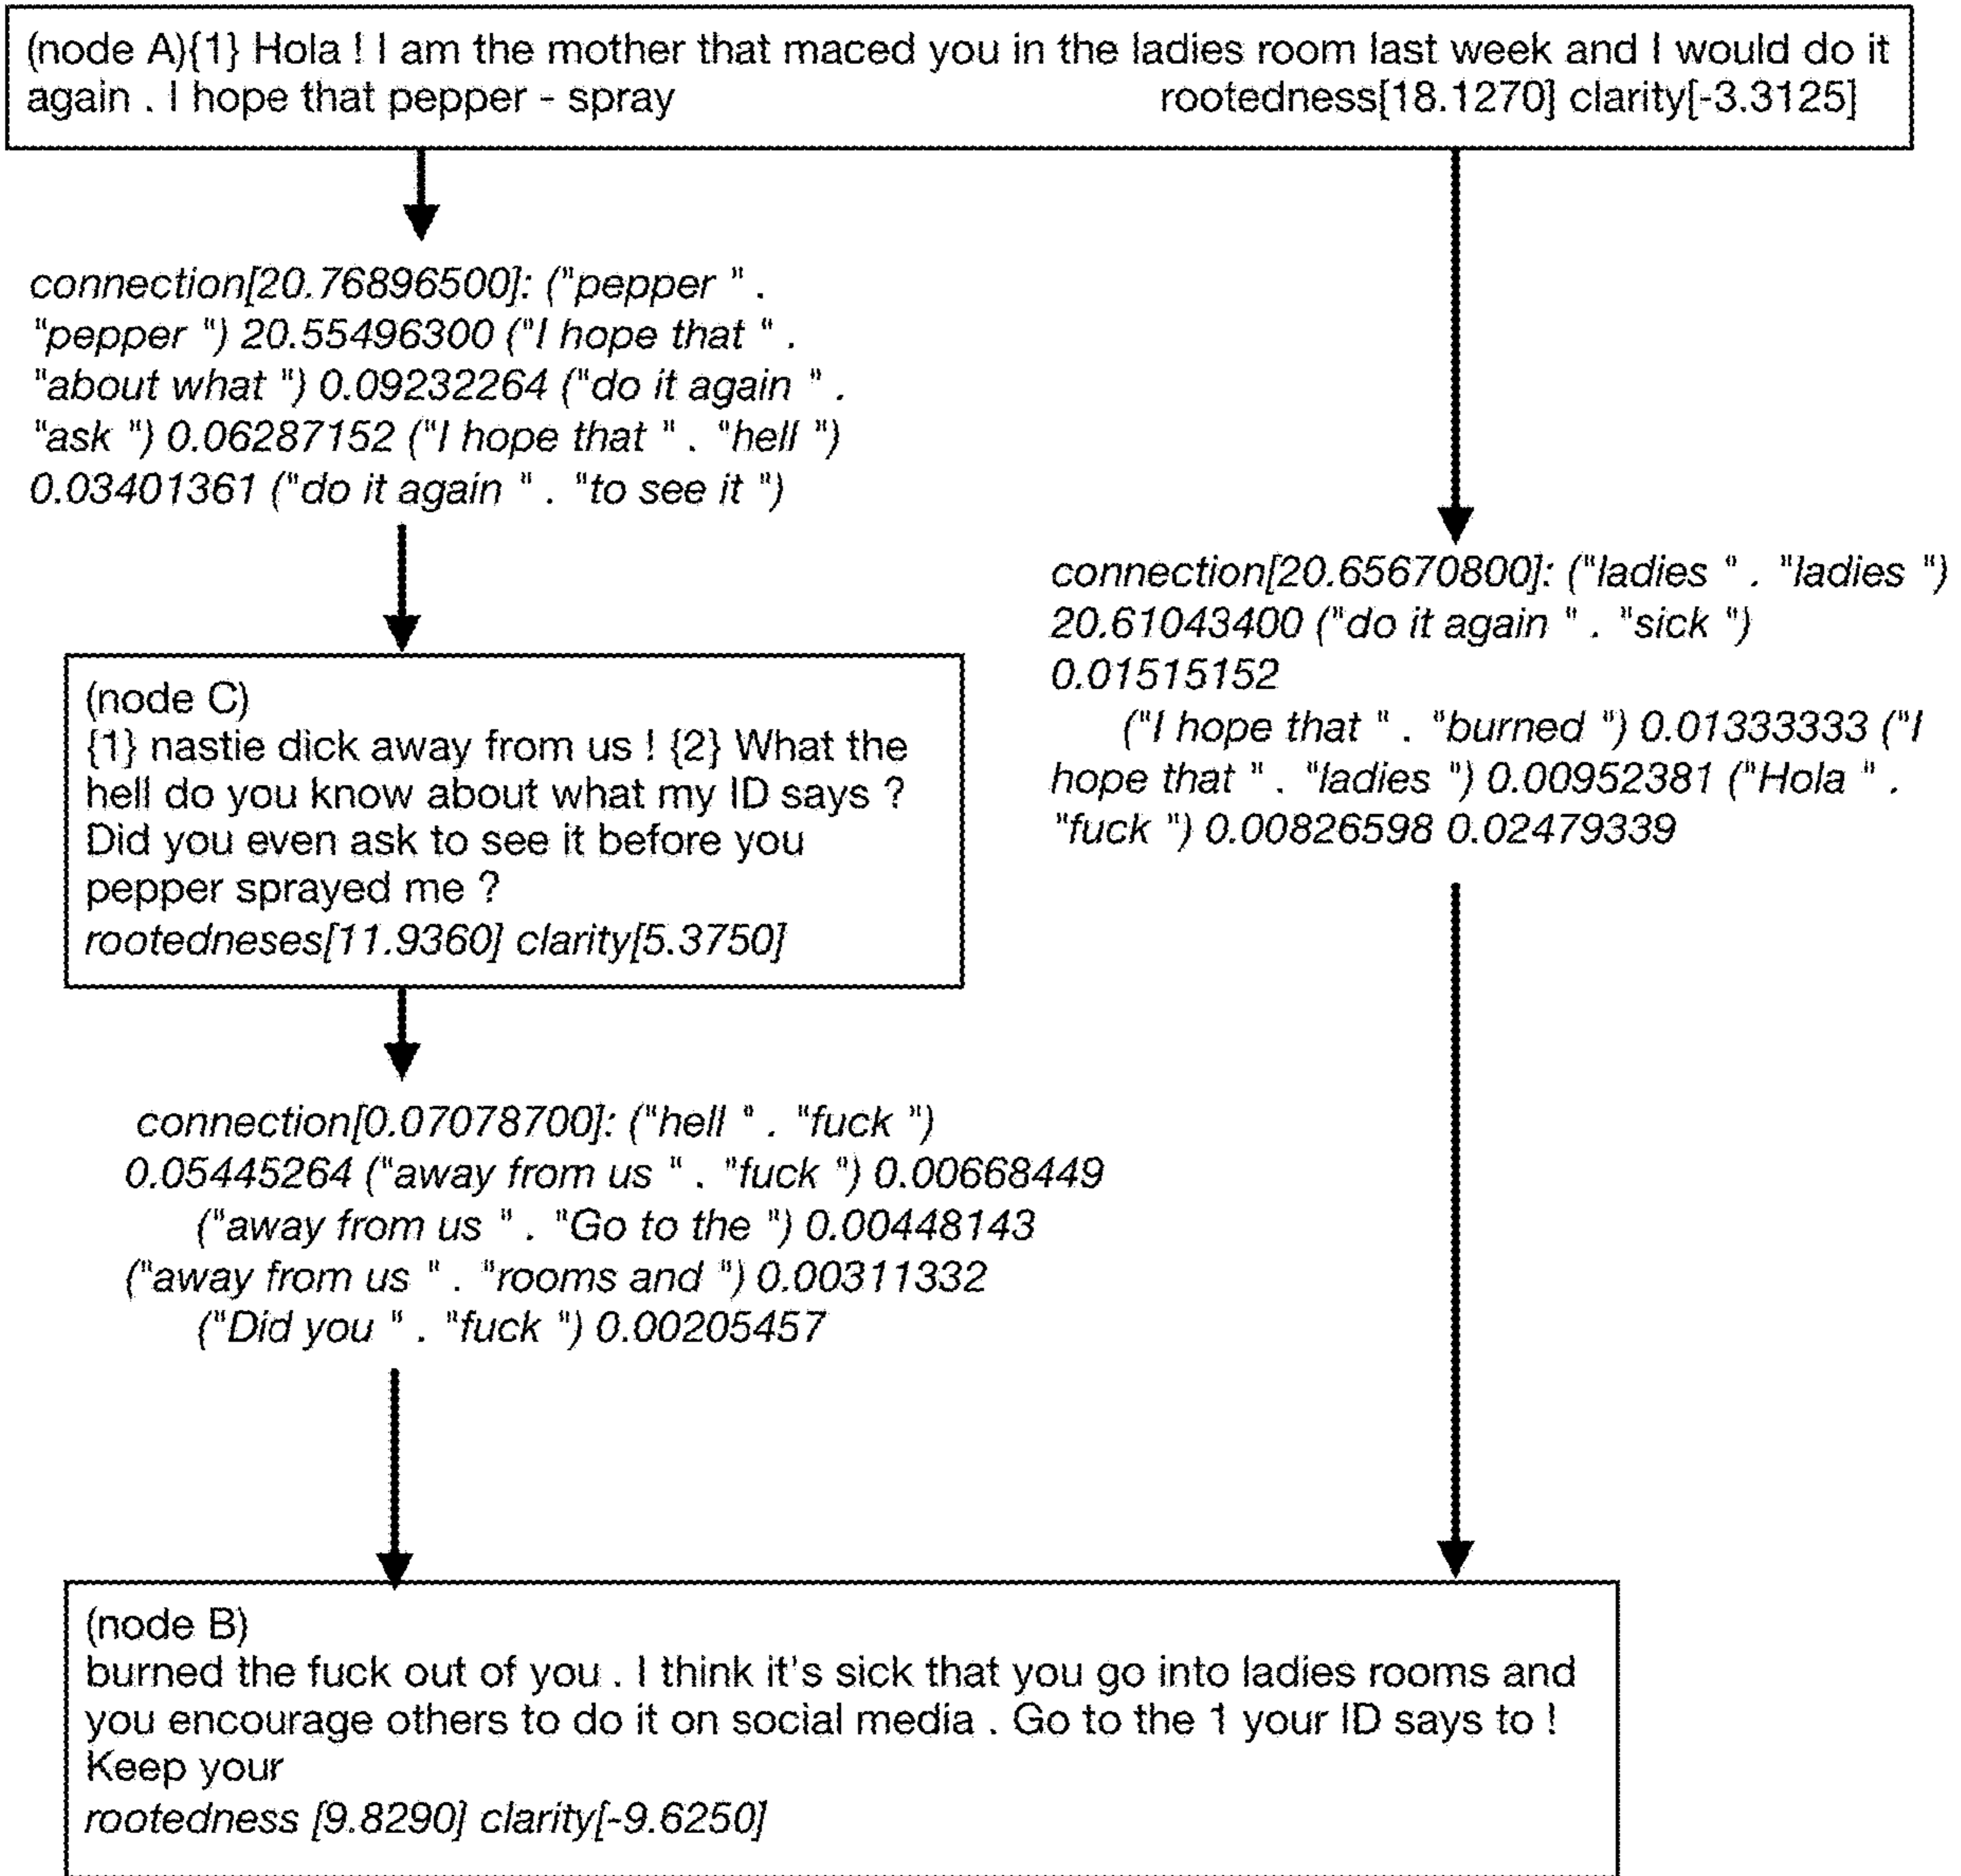 (node A){1} Hola ! I am the mother that maced you in the ladies room last week and I would do it
again . I hope that pepper - spray rootedness[18.1270] clarity[-3.3125]
connection[20.76896500]: ("pepper " .
"pepper ") 20.55496300 ("I hope that " .
"about what ") 0.09232264 ("do it again " .
"ask ") 0.06287152 ("I hope that " . "hell ")
0.03401361 ("do it again " . "to see it ")
connection[20.65670800]: ("ladies " . "ladies ")
20.61043400 ("do it again " . "sick ")
0.01515152
("I hope that " . "burned ") 0.01333333 ("I
hope that " . "ladies ") 0.00952381 ("Hola " .
"fuck ") 0.00826598 0.02479339
(node C)
{1} nastie dick away from us ! {2} What the
hell do you know about what my ID says ?
Did you even ask to see it before you
pepper sprayed me ?
rootedneses[11.9360] clarity[5.3750]
connection[0.07078700]: ("hell " . "fuck ")
0.05445264 ("away from us " . "fuck ") 0.00668449
("away from us " . "Go to the ") 0.00448143
("away from us " . "rooms and ") 0.00311332
("Did you " . "fuck ") 0.00205457
(node B)
burned the fuck out of you . I think it's sick that you go into ladies rooms and
you encourage others to do it on social media . Go to the 1 your ID says to !
Keep your
rootedness [9.8290] clarity[-9.6250]